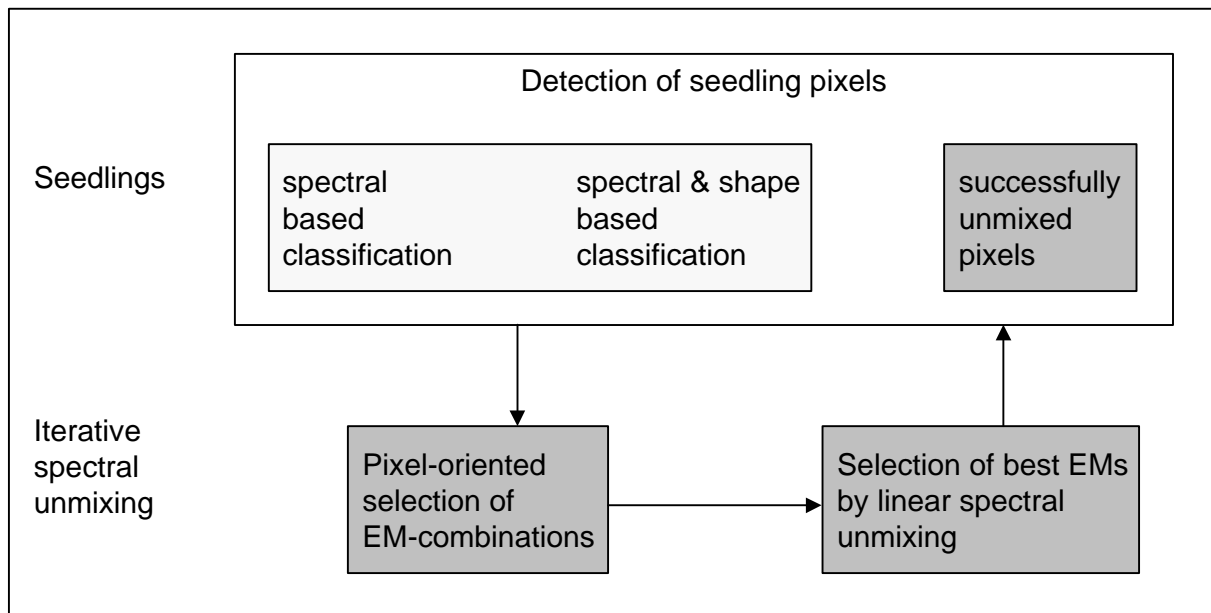 Detection of seedling pixels
Seedlings
spectral
based
classification
spectral & shape
based
classification
successfully
unmixed
pixels
Iterative
spectral
unmixing
Pixel-oriented
selection of
EM-combinations
Selection of best EMs
by linear spectral
unmixing